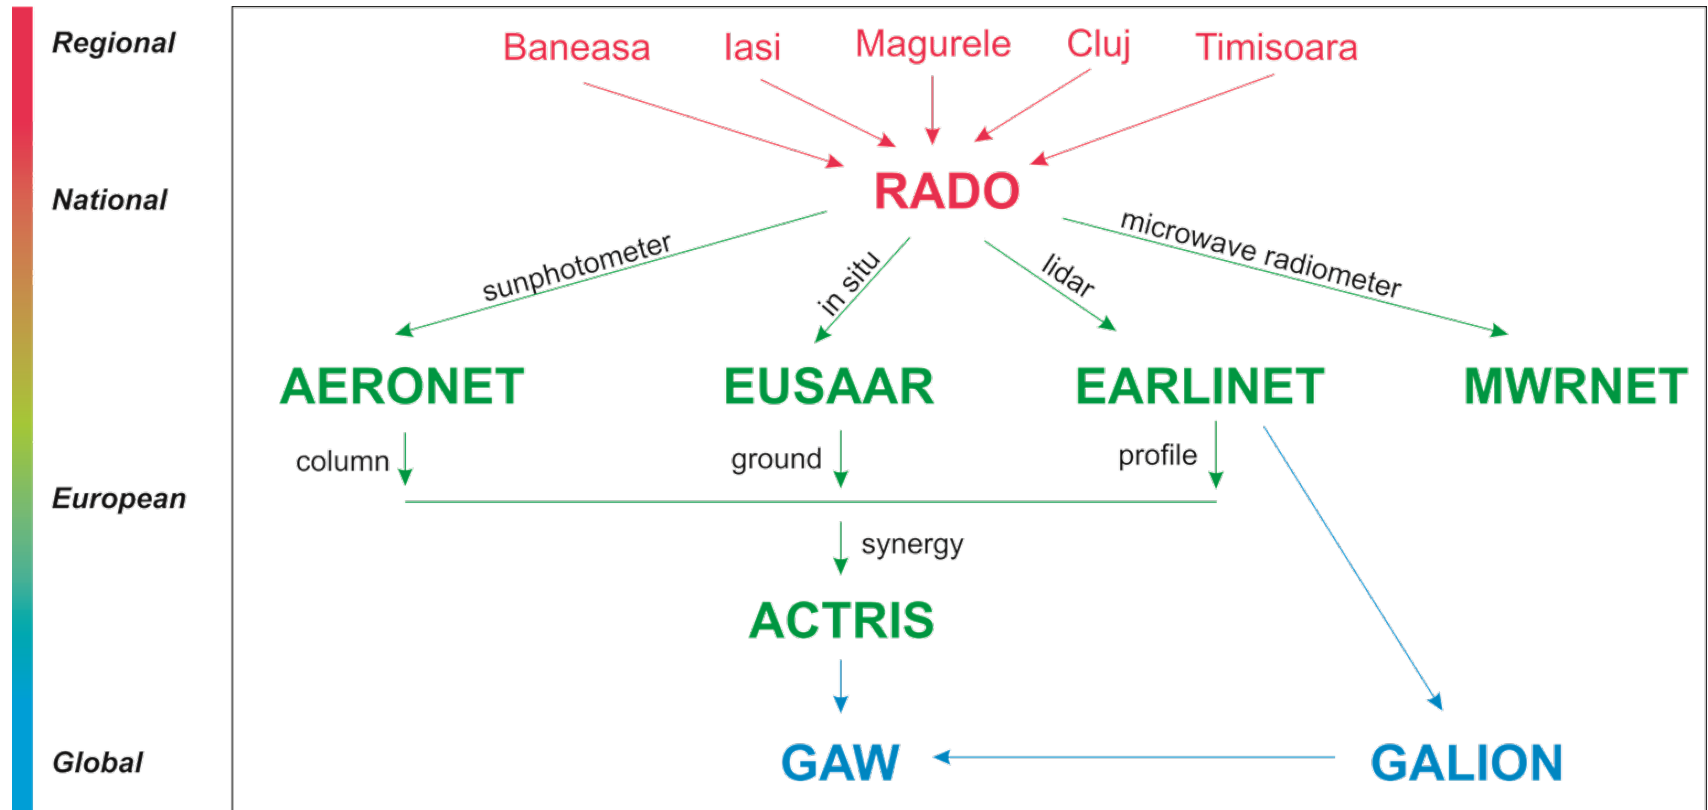 Regional
Baneasa Iasi Magurele Cluj Timisoara
National
RADO
sunphotometer in situ lidar microwave radiometer
AERONET EUSAAR EARLINET MWRNET
column ground profile
European
synergy
ACTRIS
Global
GAW GALION